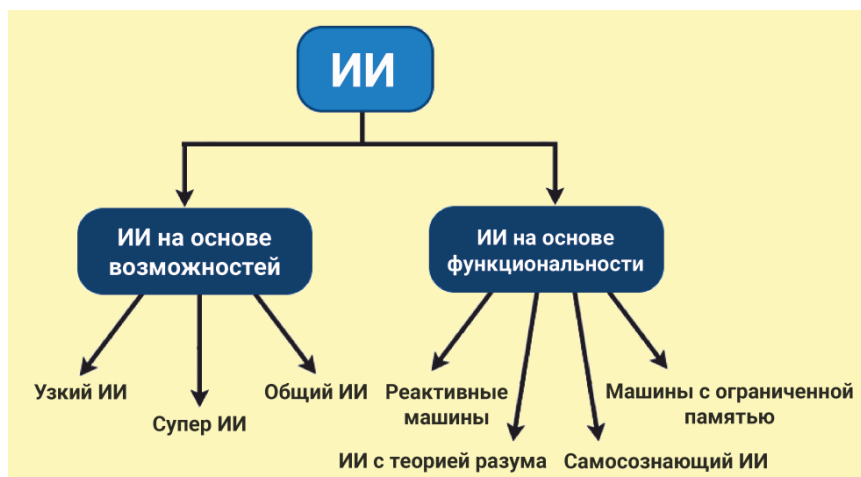 ИИ
ИИ на основе
возможностей
ИИ на основе
функциональности
Узкий ИИ
Супер ИИ
Общий ИИ
Реактивные
машины
ИИ с теорией разума
Самосознающий ИИ
Машины с ограниченной
памятью